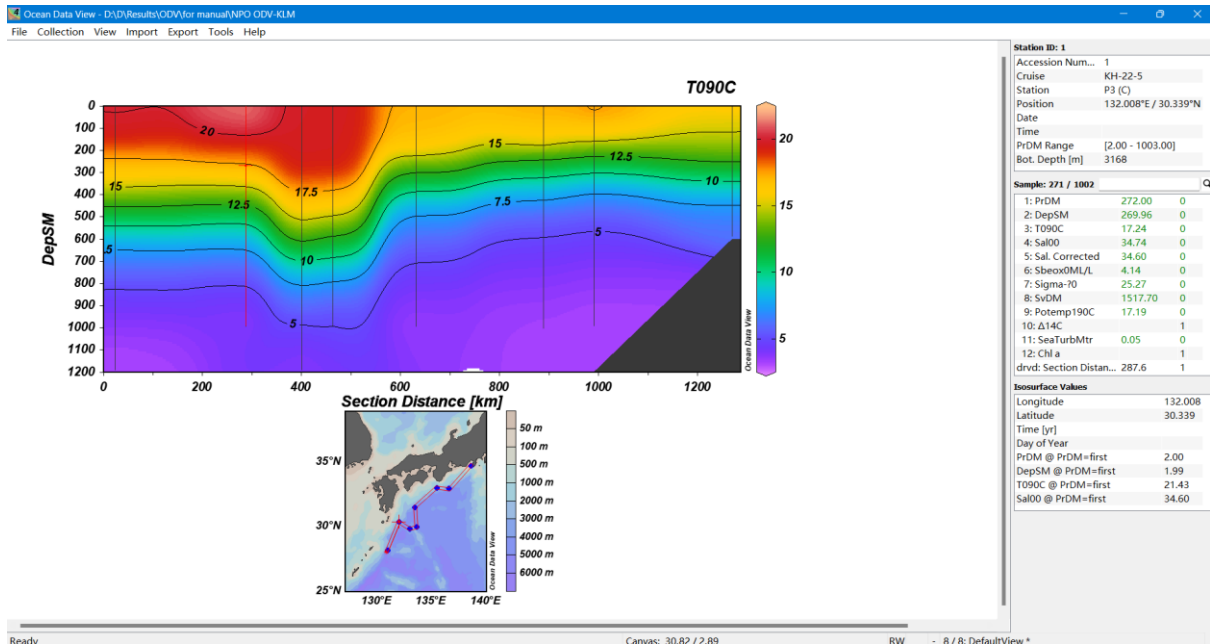 Ocean Data View - D:\D\Results\ODV\for manual\NPO ODV-KLM
File Collection View Import Export Tools Help
T090C
0
100
200
300
400
500
600
700
800
900
1000
1100
1200
DepSM
20
17.5
15
15
12.5
12.5
10
10
7.5
.5
5
5
20
15
10
5
Ocean Data View
0 200 400 600 800 1000 1200
Section Distance [km]
35°N
30°N
25°N
130°E 135°E 140°E
50 m
100 m
500 m
1000 m
2000 m
3000 m
4000 m
5000 m
6000 m
Ocean Data View
Station ID: 1
Accession Num... 1
Cruise KH-22-5
Station P3 (C)
Position 132.008°E / 30.339°N
Date
Time
PrDM Range [2.00 - 1003.00]
Bot. Depth [m] 3168
Sample: 271 / 1002
1: PrDM 272.00 0
2: DepSM 269.96 0
3: T090C 17.24 0
4: Sal00 34.74 0
5: Sal. Corrected 34.60 0
6: Sbeox0ML/L 4.14 0
7: Sigma-?0 25.27 0
8: SvDM 1517.70 0
9: Potemp190C 17.19 0
10: Δ14C 1
11: SeaTurbMtr 0.05 0
12: Chl a 1
drvd: Section Distan... 287.6 1
Isosurface Values
Longitude 132.008
Latitude 30.339
Time [yr]
Day of Year
PrDM @ PrDM=first 2.00
DepSM @ PrDM=first 1.99
T090C @ PrDM=first 21.43
Sal00 @ PrDM=first 34.60
Ready Canvas: 30.82 / 2.89 RW - 8 / 8: DefaultView *